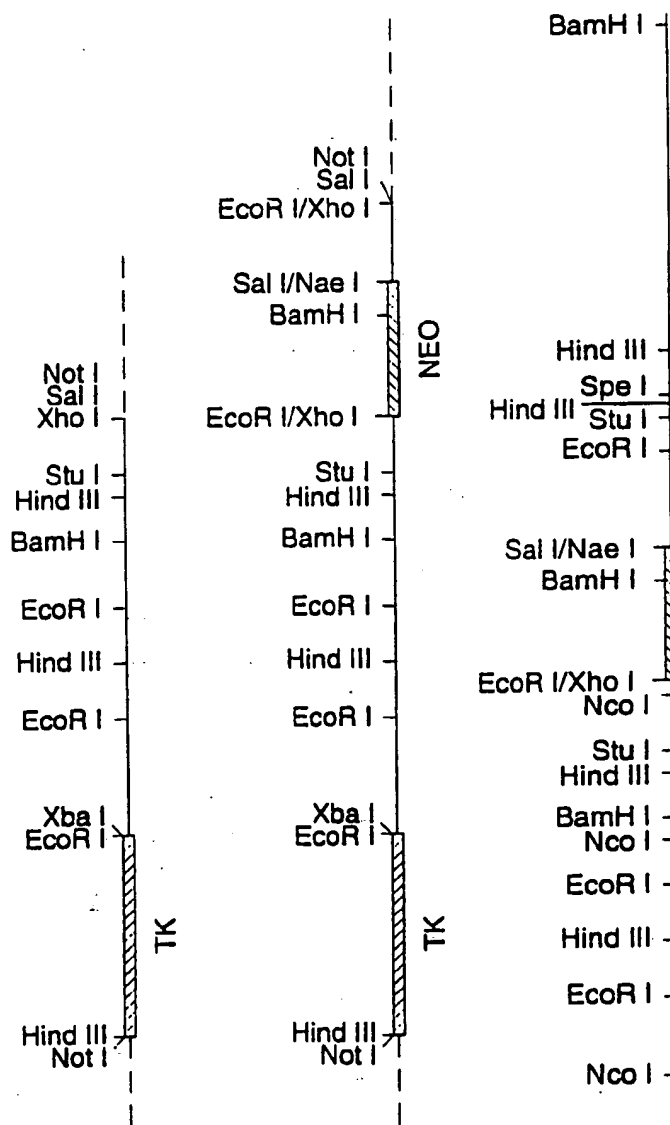 Not I
Sal I
Xho I
Stu I
Hind III
BamH I
EcoR I
Hind III
EcoR I
Xba I
EcoR I
TK
Hind III
Not I
Not I
Sal I
EcoR I/Xho I
Sal I/Nae I
BamH I
NEO
EcoR I/Xho I
Stu I
Hind III
BamH I
EcoR I
Hind III
EcoR I
Xba I
EcoR I
TK
Hind III
Not I
BamH I
Hind III
Spe I
Hind III
Stu I
EcoR I
Sal I/Nae I
BamH I
EcoR I/Xho I
Nco I
Stu I
Hind III
BamH I
Nco I
EcoR I
Hind III
EcoR I
Nco I